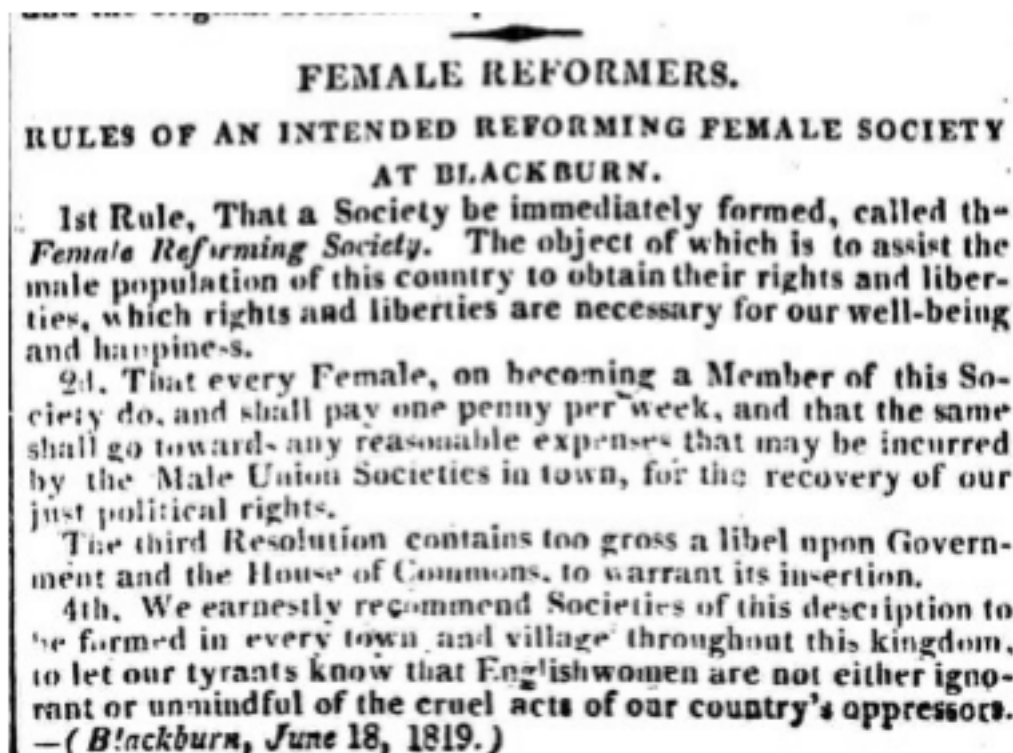 FEMALE REFORMERS.
RULES OF AN INTENDED REFORMING FEMALE SOCIETY
AT BLACKBURN.
1st Rule, That a Society be immediately formed, called the
Female Reforming Society. The object of which is to assist the
male population of this country to obtain their rights and liber-
ties, which rights and liberties are necessary for our well-being
and happiness.
2d. That every Female, on becoming a Member of this So-
ciety do, and shall pay one penny per week, and that the same
shall go towards any reasonable expenses that may be incurred
by the Male Union Societies in town, for the recovery of our
just political rights.
The third Resolution contains too gross a libel upon Govern-
ment and the House of Commons, to warrant its insertion.
4th. We earnestly recommend Societies of this description to
be formed in every town and village throughout this kingdom,
to let our tyrants know that Englishwomen are not either igno-
rant or unmindful of the cruel acts of our country's oppressors.
—(Blackburn, June 18, 1819.)